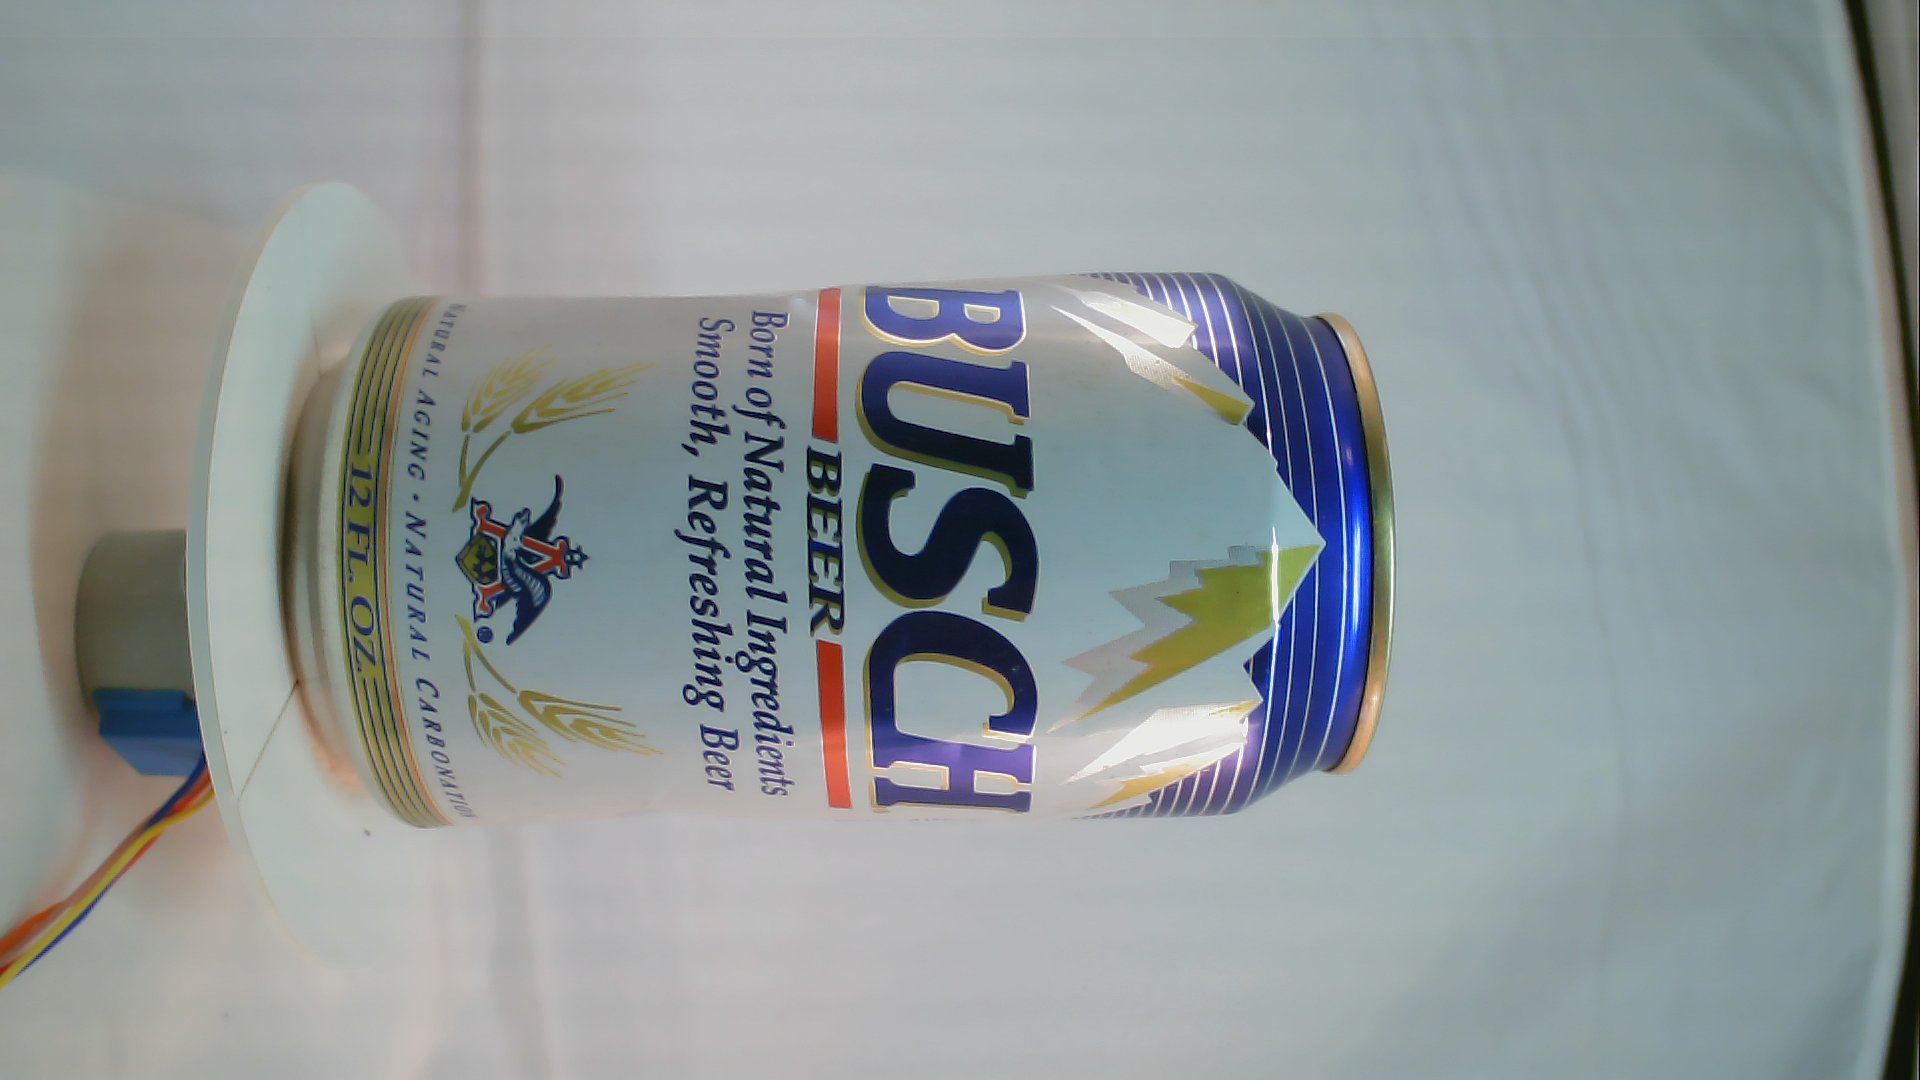 BUSCH
BEER
Born of Natural Ingredients
Smooth, Refreshing Beer
A
®
NATURAL AGING • NATURAL CARBONATION
12 FL. OZ.